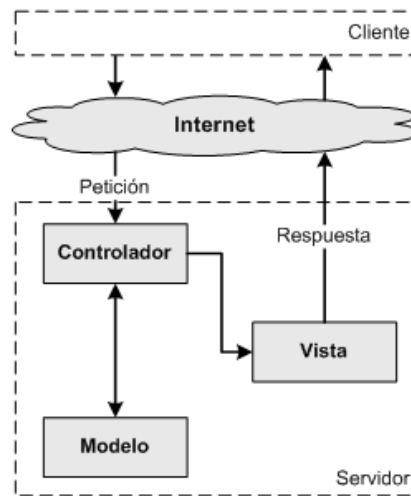 Cliente
Internet
Petición
Controlador
Respuesta
Vista
Modelo
Servidor